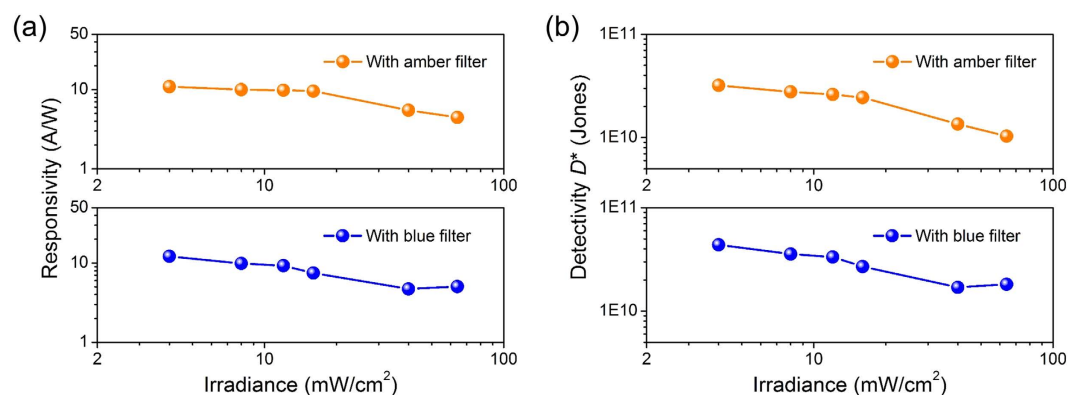 (a)
50
10
1
With amber filter
2
10
100
50
10
1
With blue filter
2
10
100
Responsivity (A/W)
Irradiance (mW/cm²)
(b)
1E11
1E10
With amber filter
2
10
100
1E11
1E10
With blue filter
2
10
100
Detectivity D* (Jones)
Irradiance (mW/cm²)